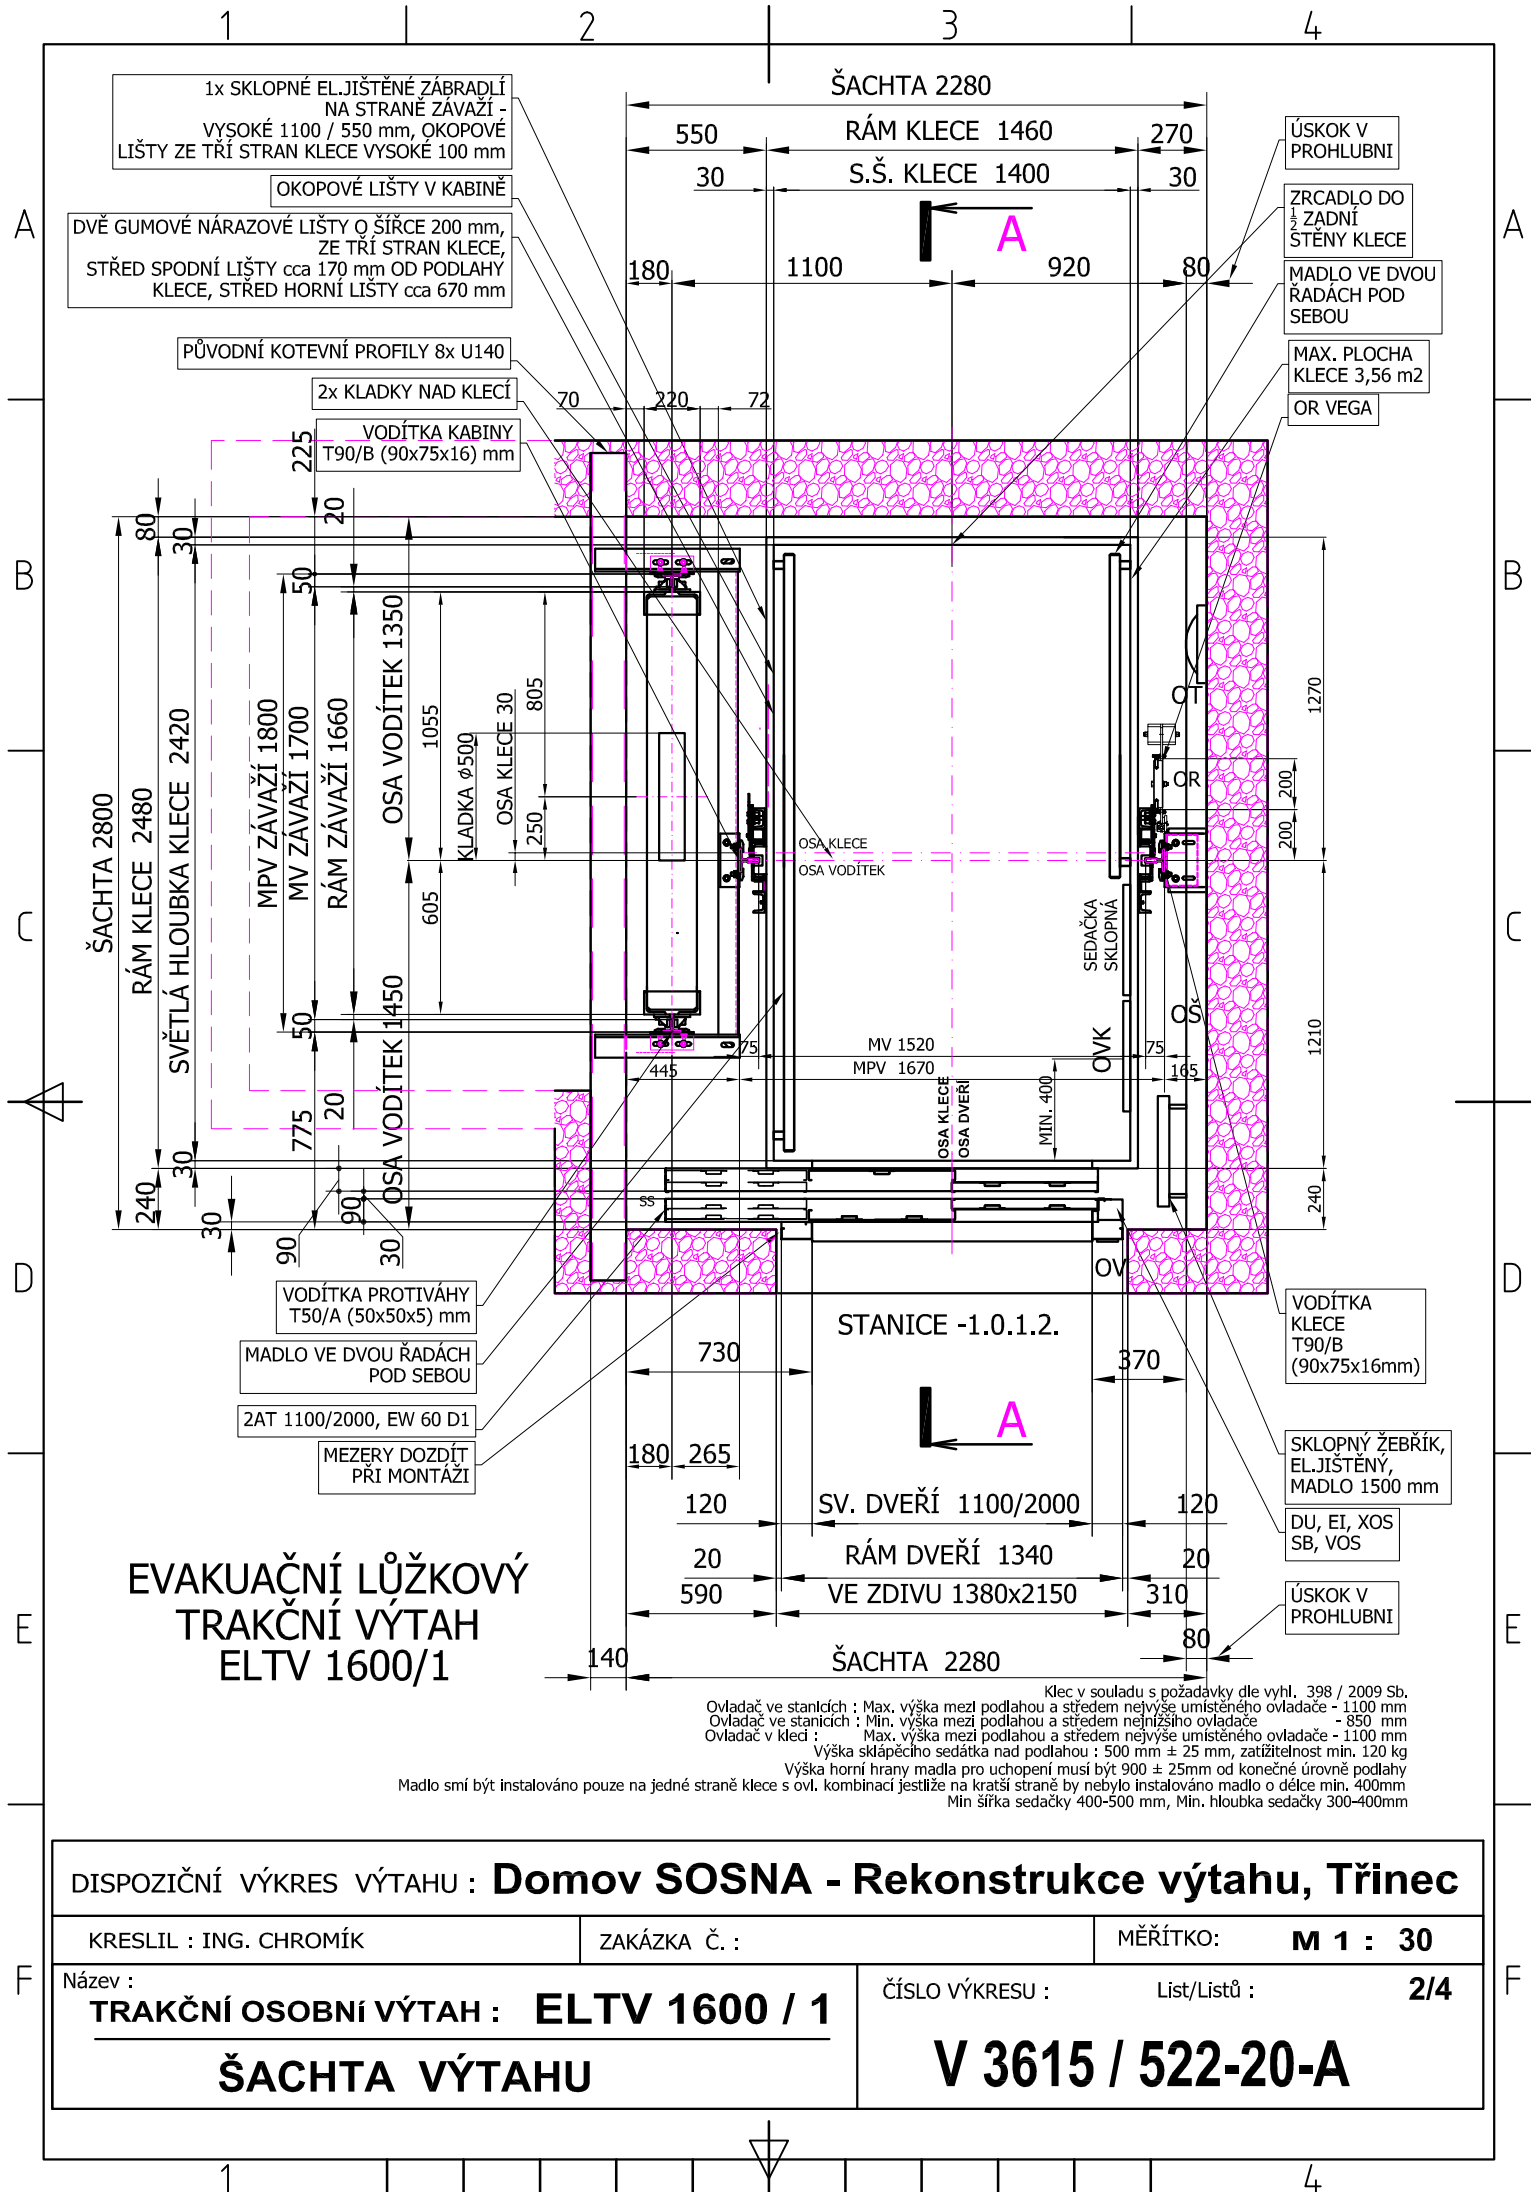 1
2
3
4
1x SKLOPNÉ EL.JIŠTĚNÉ ZÁBRADLÍ
NA STRANĚ ZÁVAŽÍ -
VYSOKÉ 1100 / 550 mm, OKOPOVÉ
LIŠTY ZE TŘÍ STRAN KLECE VYSOKÉ 100 mm
OKOPOVÉ LIŠTY V KABINĚ
DVĚ GUMOVÉ NÁRAZOVÉ LIŠTY O ŠÍŘCE 200 mm,
ZE TŘÍ STRAN KLECE,
STŘED SPODNÍ LIŠTY cca 170 mm OD PODLAHY
KLECE, STŘED HORNÍ LIŠTY cca 670 mm
PŮVODNÍ KOTEVNÍ PROFILY 8x U140
2x KLADKY NAD KLECÍ
VODÍTKA KABINY
T90/B (90x75x16) mm
ŠACHTA 2280
550
RÁM KLECE 1460
270
30
S.Š. KLECE 1400
30
A
180
1100
920
80
70
220
72
ÚSKOK V
PROHLUBNI
ZRCADLO DO
½ ZADNÍ
STĚNY KLECE
MADLO VE DVOU
ŘADÁCH POD
SEBOU
MAX. PLOCHA
KLECE 3,56 m2
OR VEGA
A
A
B
B
C
C
D
D
E
E
F
F
ŠACHTA 2800
80
RÁM KLECE 2480
240
30
SVĚTLÁ HLOUBKA KLECE 2420
30
30
MPV ZÁVAŽÍ 1800
225
50
MV ZÁVAŽÍ 1700
50
775
90
20
RÁM ZÁVAŽÍ 1660
20
90
30
OSA VODÍTEK 1350
OSA VODÍTEK 1450
1055
605
KLADKA ϕ500
OSA KLECE 30
805
250
OSA KLECE
OSA VODÍTEK
SEDAČKA
SKLOPNÁ
OVK
OT
OR
OŠ
OV
1270
200
200
1210
240
75
MV 1520
75
445
MPV 1670
165
OSA KLECE
OSA DVEŘÍ
MIN. 400
SS
STANICE -1.0.1.2.
VODÍTKA PROTIVÁHY
T50/A (50x50x5) mm
MADLO VE DVOU ŘADÁCH
POD SEBOU
2AT 1100/2000, EW 60 D1
MEZERY DOZDÍT
PŘI MONTÁŽI
VODÍTKA
KLECE
T90/B
(90x75x16mm)
SKLOPNÝ ŽEBŘÍK,
EL.JIŠTĚNÝ,
MADLO 1500 mm
DU, EI, XOS
SB, VOS
ÚSKOK V
PROHLUBNI
730
370
A
180
265
120
SV. DVEŘÍ 1100/2000
120
20
RÁM DVEŘÍ 1340
20
590
VE ZDIVU 1380x2150
310
80
140
ŠACHTA 2280
EVAKUAČNÍ LŮŽKOVÝ
TRAKČNÍ VÝTAH
ELTV 1600/1
Klec v souladu s požadavky dle vyhl. 398 / 2009 Sb.
Ovladač ve stanicích : Max. výška mezi podlahou a středem nejvýše umístěného ovladače - 1100 mm
Ovladač ve stanicích : Min. výška mezi podlahou a středem nejnižšího ovladače - 850 mm
Ovladač v kleci : Max. výška mezi podlahou a středem nejvýše umístěného ovladače - 1100 mm
Výška sklápěcího sedátka nad podlahou : 500 mm ± 25 mm, zatížitelnost min. 120 kg
Výška horní hrany madla pro uchopení musí být 900 ± 25mm od konečné úrovně podlahy
Madlo smí být instalováno pouze na jedné straně klece s ovl. kombinací jestliže na kratší straně by nebylo instalováno madlo o délce min. 400mm
Min šířka sedačky 400-500 mm, Min. hloubka sedačky 300-400mm
DISPOZIČNÍ VÝKRES VÝTAHU : Domov SOSNA - Rekonstrukce výtahu, Třinec
KRESLIL : ING. CHROMÍK
ZAKÁZKA Č. :
MĚŘÍTKO: M 1 : 30
Název :
TRAKČNÍ OSOBNí VÝTAH : ELTV 1600 / 1
ŠACHTA VÝTAHU
ČÍSLO VÝKRESU :
List/Listů : 2/4
V 3615 / 522-20-A
1
4